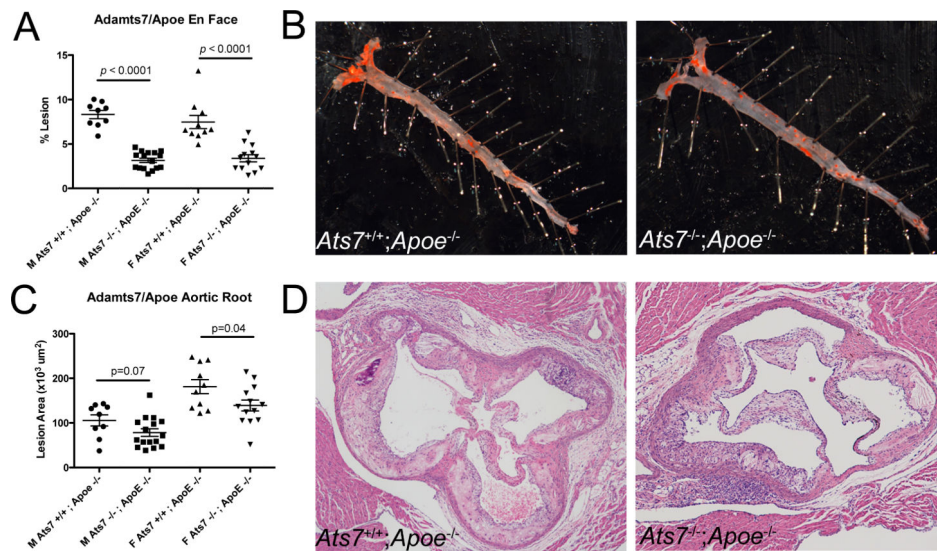 A
Adamts7/Apoe En Face
p < 0.0001
p < 0.0001
15
10
5
0
% Lesion
M Ats7 +/+ ; Apoe -/-
M Ats7 -/- ; ApoE -/-
F Ats7 +/+ ; ApoE -/-
F Ats7 -/- ; ApoE -/-
B
Ats7+/+;Apoe-/-
Ats7-/-;Apoe-/-
C
Adamts7/Apoe Aortic Root
p=0.04
p=0.07
300
200
100
0
Lesion Area (x10³ um²)
M Ats7 +/+ ; Apoe -/-
M Ats7 -/- ; ApoE -/-
F Ats7 +/+ ; ApoE -/-
F Ats7 -/- ; ApoE -/-
D
Ats7+/+;Apoe-/-
Ats7-/-;Apoe-/-